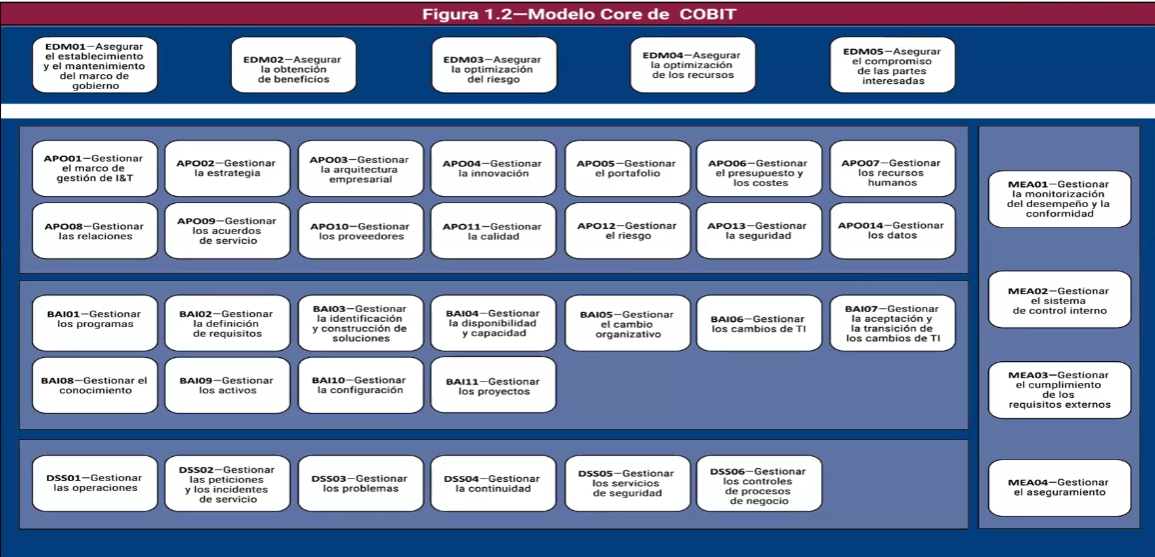 Figura 1.2—Modelo Core de COBIT
EDM01—Asegurar
el establecimiento
y el mantenimiento
del marco de
gobierno
EDM02—Asegurar
la obtención
de beneficios
EDM03—Asegurar
la optimización
del riesgo
EDM04—Asegurar
la optimización
de los recursos
EDM05—Asegurar
el compromiso
de las partes
interesadas
APO01—Gestionar
el marco de
gestión de I&T
APO02—Gestionar
la estrategia
APO03—Gestionar
la arquitectura
empresarial
APO04—Gestionar
la innovación
APO05—Gestionar
el portafolio
APO06—Gestionar
el presupuesto y
los costes
APO07—Gestionar
los recursos
humanos
APO08—Gestionar
las relaciones
APO09—Gestionar
los acuerdos
de servicio
APO10—Gestionar
los proveedores
APO11—Gestionar
la calidad
APO12—Gestionar
el riesgo
APO13—Gestionar
la seguridad
APO014—Gestionar
los datos
BAI01—Gestionar
los programas
BAI02—Gestionar
la definición
de requisitos
BAI03—Gestionar
la identificación
y construcción de
soluciones
BAI04—Gestionar
la disponibilidad
y capacidad
BAI05—Gestionar
el cambio
organizativo
BAI06—Gestionar
los cambios de TI
BAI07—Gestionar
la aceptación y
la transición de
los cambios de TI
BAI08—Gestionar el
conocimiento
BAI09—Gestionar
los activos
BAI10—Gestionar
la configuración
BAI11—Gestionar
los proyectos
DSS01—Gestionar
las operaciones
DSS02—Gestionar
las peticiones
y los incidentes
de servicio
DSS03—Gestionar
los problemas
DSS04—Gestionar
la continuidad
DSS05—Gestionar
los servicios
de seguridad
DSS06—Gestionar
los controles
de procesos
de negocio
MEA01—Gestionar
la monitorización
del desempeño y la
conformidad
MEA02—Gestionar
el sistema
de control interno
MEA03—Gestionar
el cumplimiento
de los
requisitos externos
MEA04—Gestionar
el aseguramiento